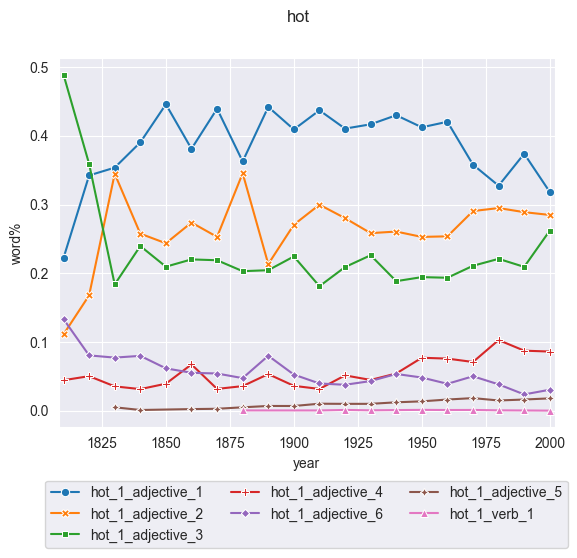 hot
0.5
0.4
0.3
0.2
0.1
0.0
word%
1825 1850 1875 1900 1925 1950 1975 2000
year
hot_1_adjective_1 hot_1_adjective_4 hot_1_adjective_5
hot_1_adjective_2 hot_1_adjective_6 hot_1_verb_1
hot_1_adjective_3